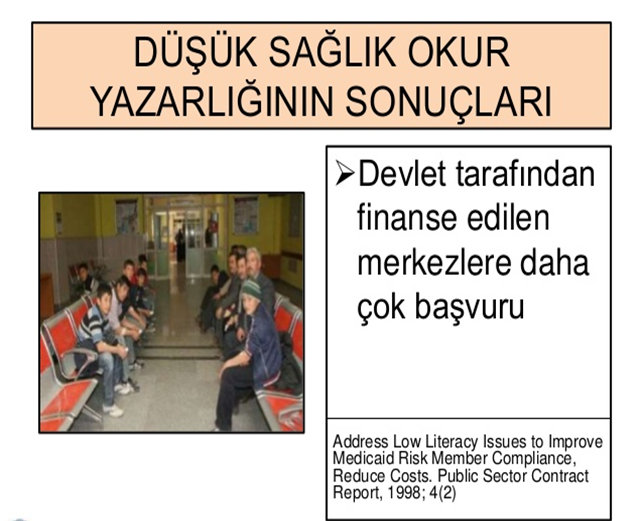 DÜŞÜK SAĞLIK OKUR
YAZARLIĞININ SONUÇLARI
➢Devlet tarafından
finanse edilen
merkezlere daha
çok başvuru
Address Low Literacy Issues to Improve
Medicaid Risk Member Compliance,
Reduce Costs. Public Sector Contract
Report, 1998; 4(2)